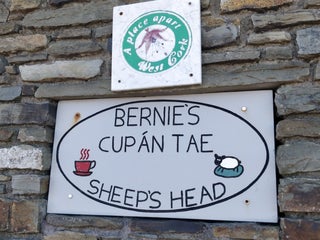 A place apart
West Cork
BERNIE'S
CUPÁN TAE
SHEEP'S HEAD